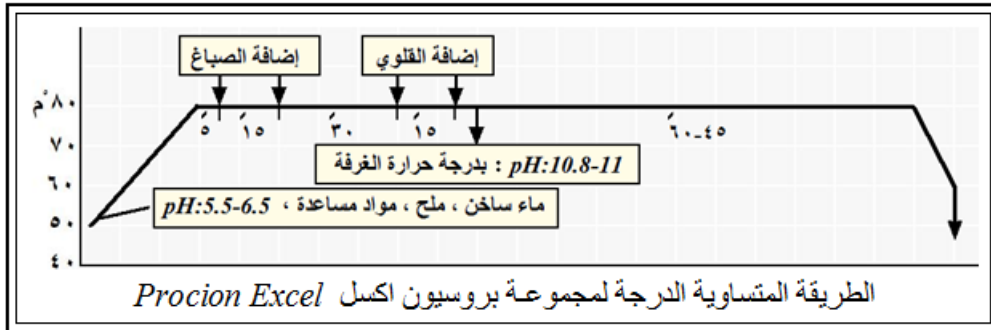 إضافة الصباغ
إضافة القلوي
٨٠°م
٥َ
١٥َ
٣٠َ
١٥َ
٤٥-٦٠َ
٧٠
pH:10.8-11 : بدرجة حرارة الغرفة
٦٠
ماء ساخن ، ملح ، مواد مساعدة ، pH:5.5-6.5
٥٠
٤٠
الطريقة المتساوية الدرجة لمجموعة بروسيون اكسل Procion Excel